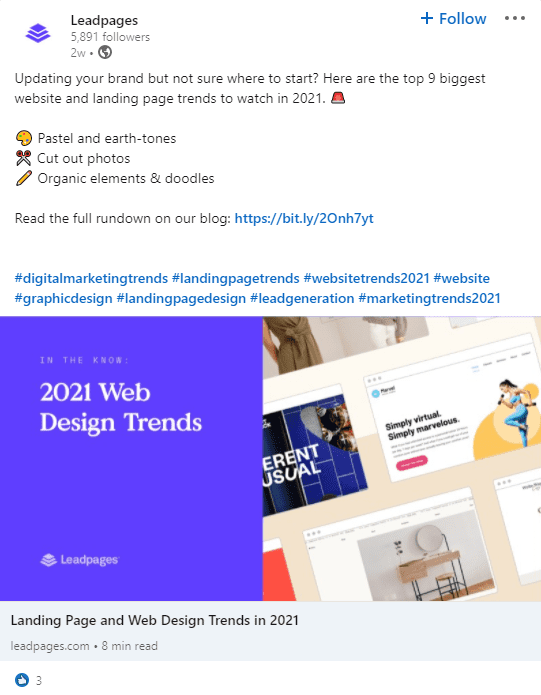 Leadpages
+ Follow
5,891 followers
2w •
Updating your brand but not sure where to start? Here are the top 9 biggest
website and landing page trends to watch in 2021. 🚨
🎨 Pastel and earth-tones
✂️ Cut out photos
✏️ Organic elements & doodles
Read the full rundown on our blog: https://bit.ly/2Onh7yt
#digitalmarketingtrends #landingpagetrends #websitetrends2021 #website
#graphicdesign #landingpagedesign #leadgeneration #marketingtrends2021
IN THE KNOW:
2021 Web
Design Trends
Leadpages
ERENT
USUAL
Marvel
Simply virtual.
Simply marvelous.
Landing Page and Web Design Trends in 2021
leadpages.com • 8 min read
3